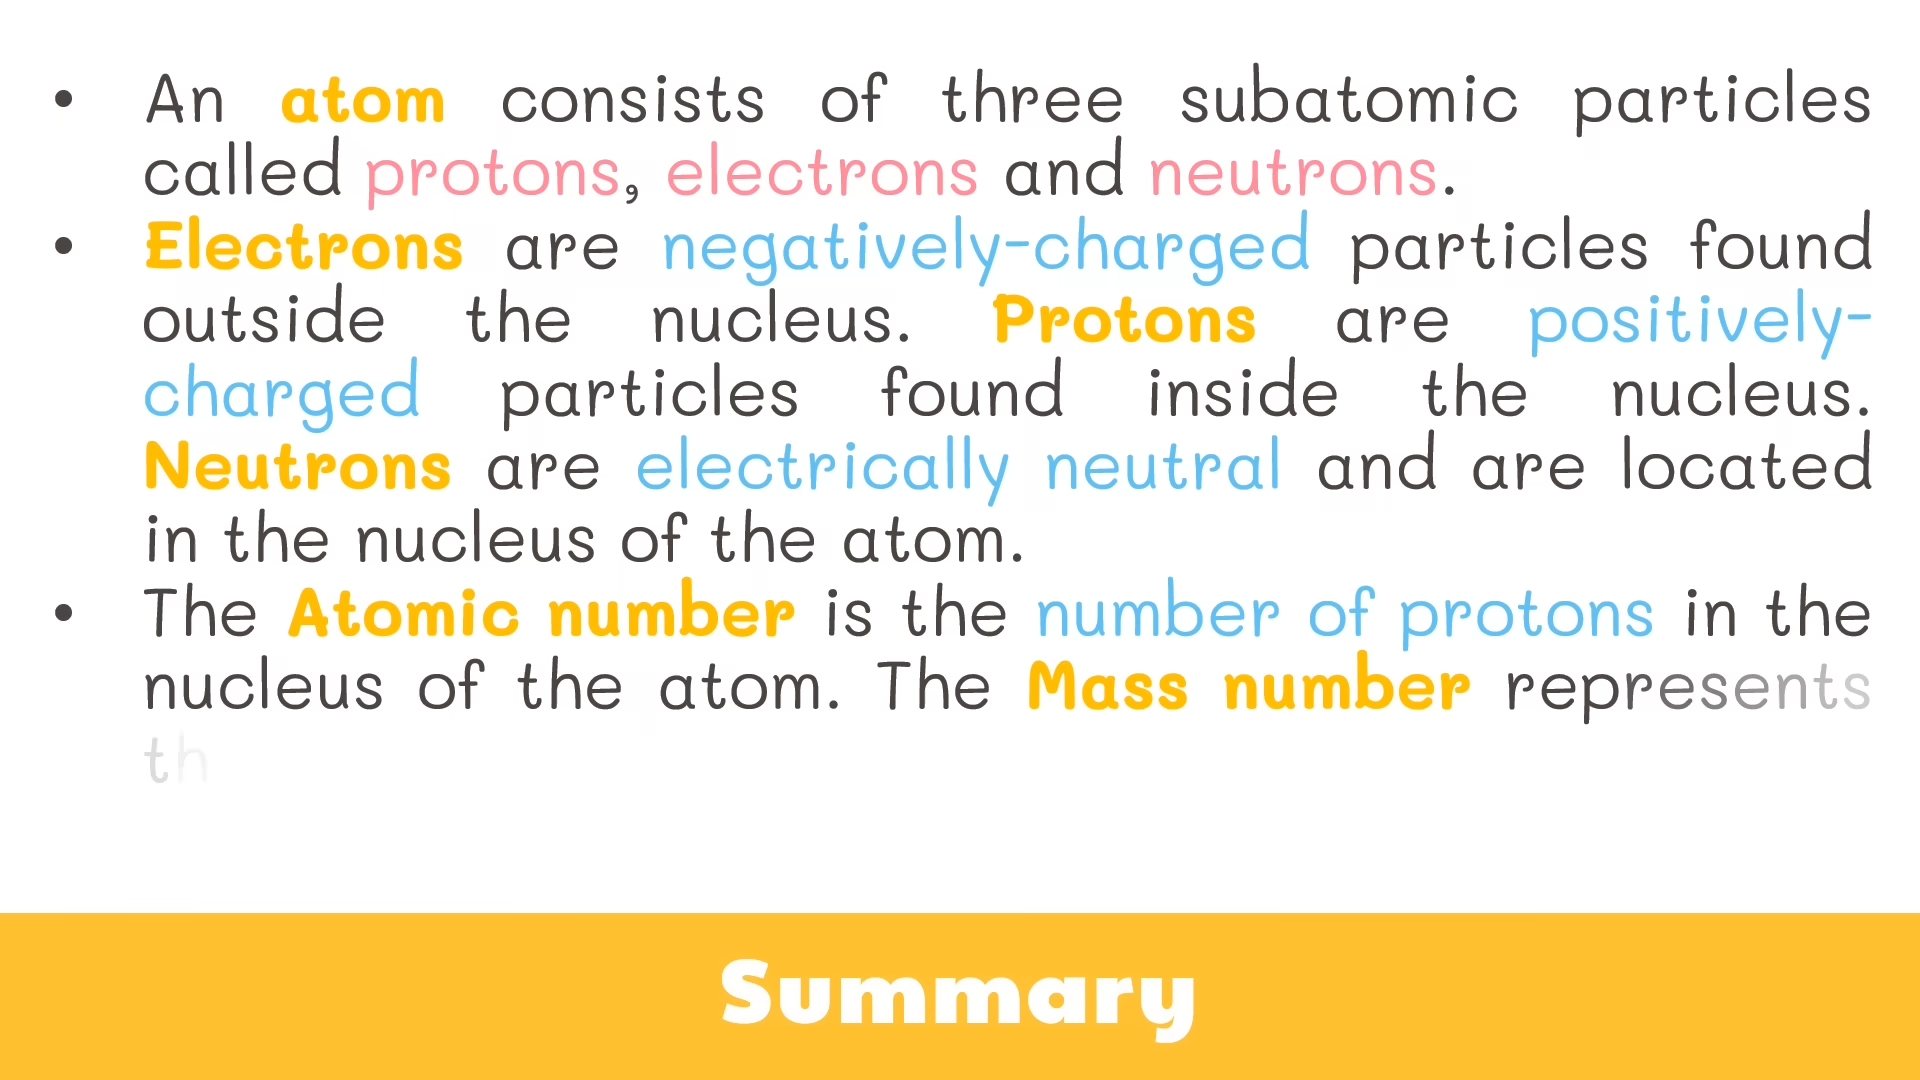 • An atom consists of three subatomic particles
called protons, electrons and neutrons.
• Electrons are negatively-charged particles found
outside the nucleus. Protons are positively-
charged particles found inside the nucleus.
Neutrons are electrically neutral and are located
in the nucleus of the atom.
• The Atomic number is the number of protons in the
nucleus of the atom. The Mass number represents
th
Summary